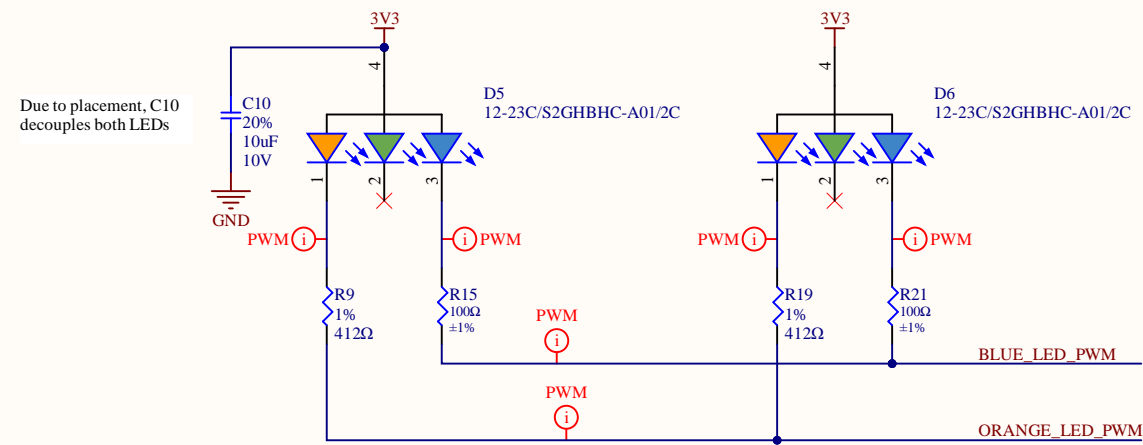 3V3
3V3
4
4
Due to placement, C10
decouples both LEDs
C10
20%
10uF
10V
GND
D5
12-23C/S2GHBHC-A01/2C
D6
12-23C/S2GHBHC-A01/2C
1
2
3
1
2
3
PWM i
i PWM
PWM i
i PWM
R9
1%
412Ω
R15
100Ω
±1%
R19
1%
412Ω
R21
100Ω
±1%
PWM
i
BLUE_LED_PWM
PWM
i
ORANGE_LED_PWM